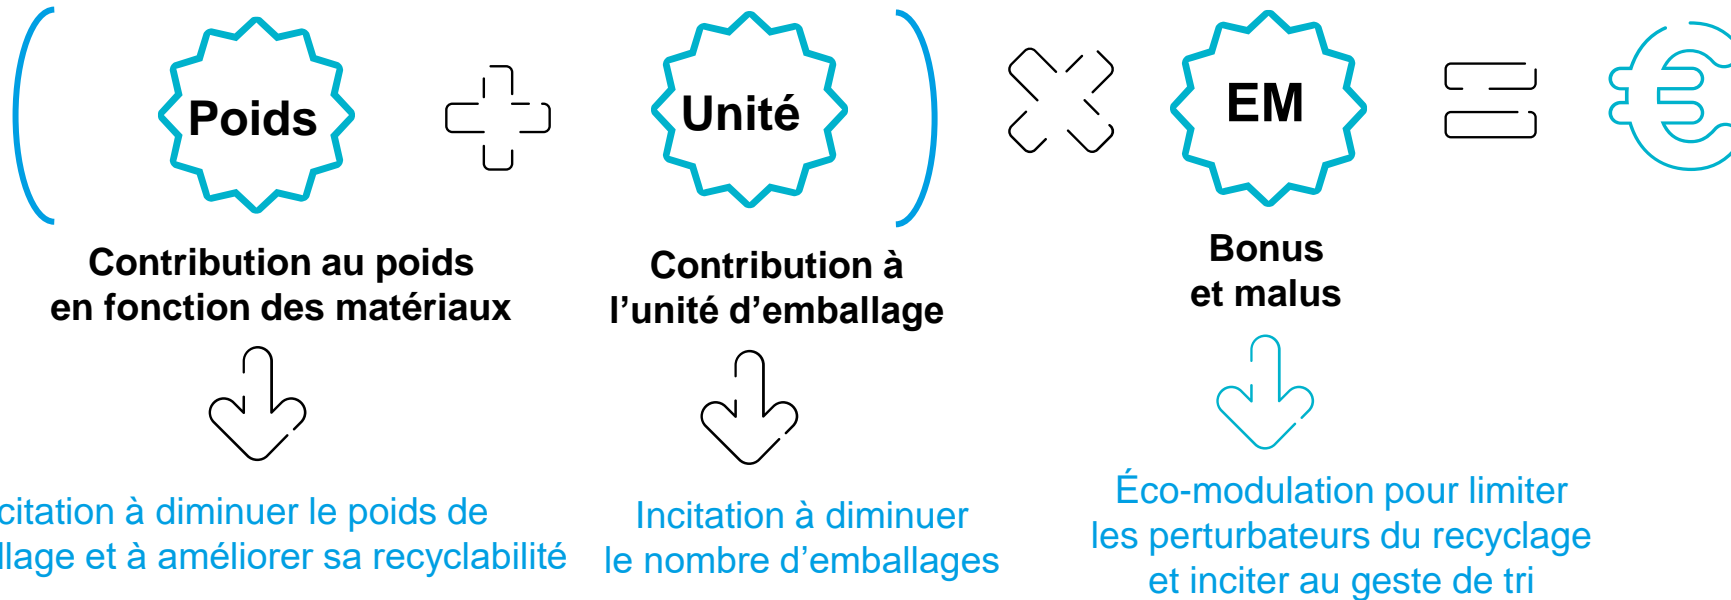 Poids
Unité
EM
€
Contribution au poids
en fonction des matériaux
Contribution à
l’unité d’emballage
Bonus
et malus
citation à diminuer le poids de
llage et à améliorer sa recyclabilité
Incitation à diminuer
le nombre d’emballages
Éco-modulation pour limiter
les perturbateurs du recyclage
et inciter au geste de tri